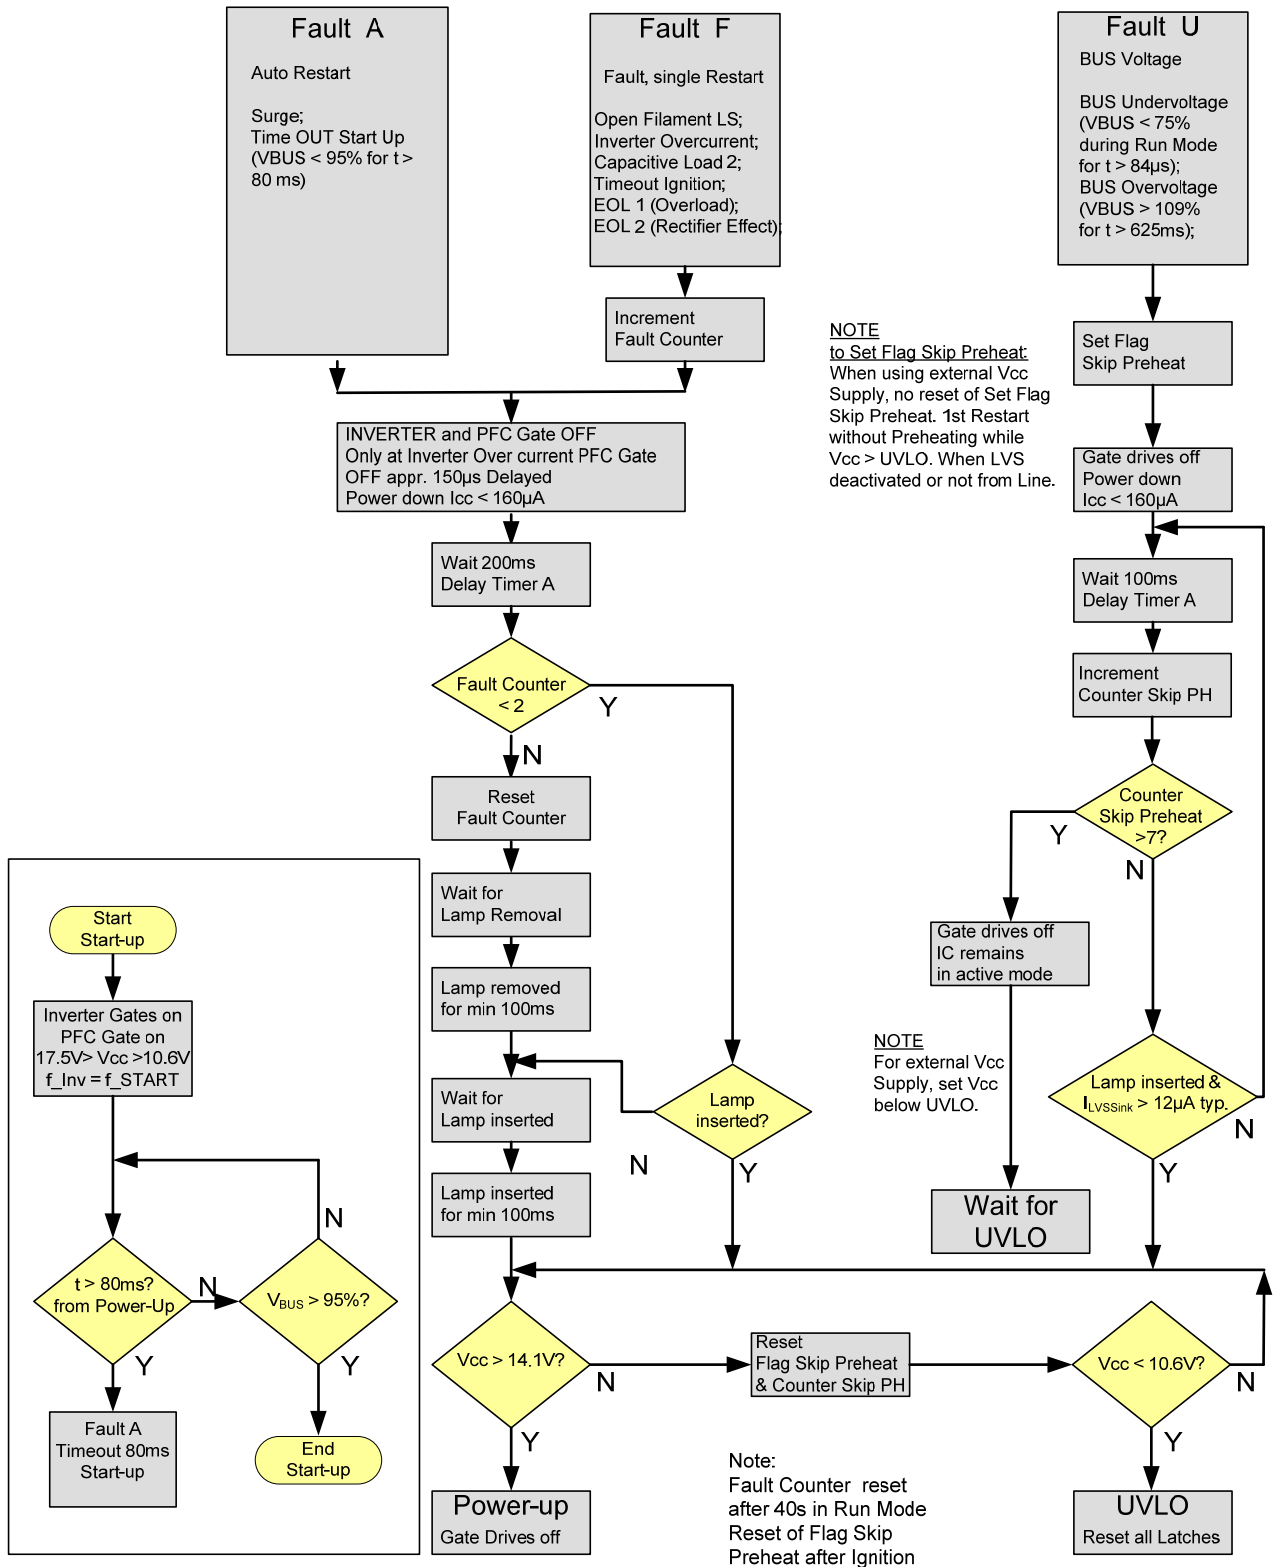 Fault A
Auto Restart
Surge;
Time OUT Start Up
(VBUS < 95% for t >
80 ms)
Fault F
Fault, single Restart
Open Filament LS;
Inverter Overcurrent;
Capacitive Load 2;
Timeout Ignition;
EOL 1 (Overload);
EOL 2 (Rectifier Effect);
Fault U
BUS Voltage
BUS Undervoltage
(VBUS < 75%
during Run Mode
for t > 84µs);
BUS Overvoltage
(VBUS > 109%
for t > 625ms);
Increment
Fault Counter
NOTE
to Set Flag Skip Preheat:
When using external Vcc
Supply, no reset of Set Flag
Skip Preheat. 1st Restart
without Preheating while
Vcc > UVLO. When LVS
deactivated or not from Line.
Set Flag
Skip Preheat
INVERTER and PFC Gate OFF
Only at Inverter Over current PFC Gate
OFF appr. 150µs Delayed
Power down Icc < 160µA
Gate drives off
Power down
Icc < 160µA
Wait 200ms
Delay Timer A
Wait 100ms
Delay Timer A
Fault Counter
< 2
Y
N
Increment
Counter Skip PH
Reset
Fault Counter
Counter
Skip Preheat
>7?
Y
N
Wait for
Lamp Removal
Gate drives off
IC remains
in active mode
Lamp removed
for min 100ms
NOTE
For external Vcc
Supply, set Vcc
below UVLO.
Wait for
Lamp inserted
Lamp
inserted?
N
Y
Lamp inserted &
ILVSSink > 12µA typ.
N
Y
Lamp inserted
for min 100ms
Wait for
UVLO
Start
Start-up
Inverter Gates on
PFC Gate on
17.5V> Vcc >10.6V
f_Inv = f_START
N
t > 80ms?
from Power-Up
N
VBUS > 95%?
Y
Y
Fault A
Timeout 80ms
Start-up
End
Start-up
Vcc > 14.1V?
N
Y
Reset
Flag Skip Preheat
& Counter Skip PH
Vcc < 10.6V?
N
Y
Power-up
Gate Drives off
Note:
Fault Counter reset
after 40s in Run Mode
Reset of Flag Skip
Preheat after Ignition
UVLO
Reset all Latches